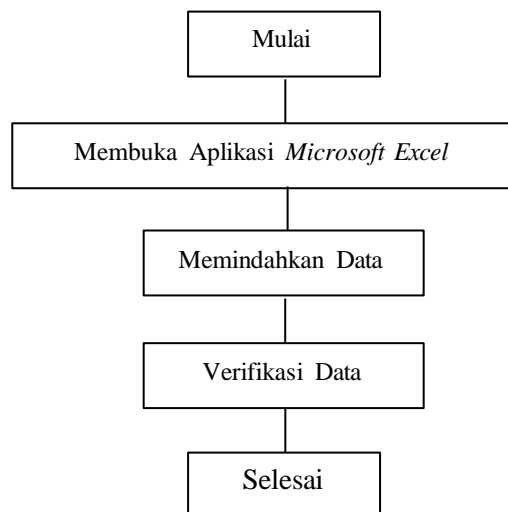 Mulai
Membuka Aplikasi Microsoft Excel
Memindahkan Data
Verifikasi Data
Selesai